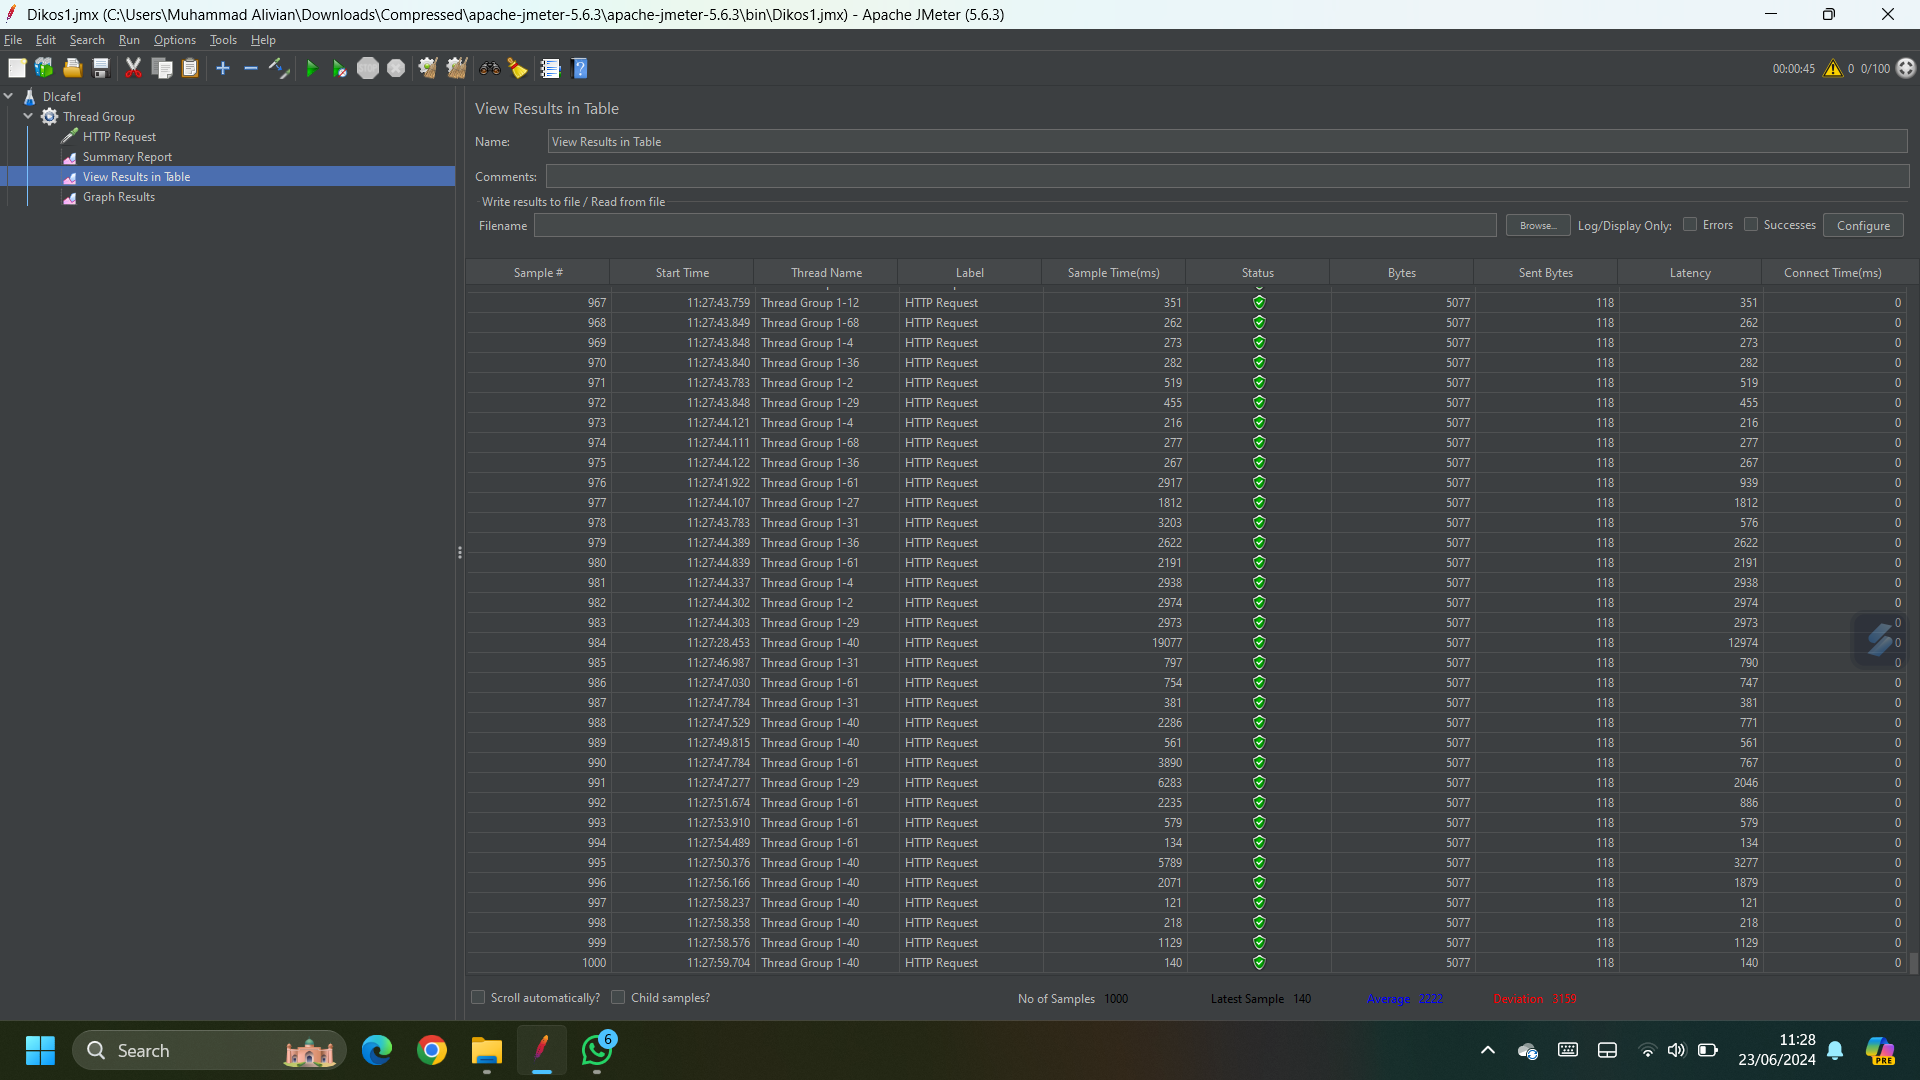 Dikos1.jmx (C:\Users\Muhammad Alivian\Downloads\Compressed\apache-jmeter-5.6.3\apache-jmeter-5.6.3\bin\Dikos1.jmx) - Apache JMeter (5.6.3)
File Edit Search Run Options Tools Help
00:00:45 0 0/100
DIcafe1
Thread Group
HTTP Request
Summary Report
View Results in Table
Graph Results
View Results in Table
Name: View Results in Table
Comments:
Write results to file / Read from file
Filename Browse... Log/Display Only: Errors Successes Configure
Sample # Start Time Thread Name Label Sample Time(ms) Status Bytes Sent Bytes Latency Connect Time(ms)
967 11:27:43.759 Thread Group 1-12 HTTP Request 351 5077 118 351 0
968 11:27:43.849 Thread Group 1-68 HTTP Request 262 5077 118 262 0
969 11:27:43.848 Thread Group 1-4 HTTP Request 273 5077 118 273 0
970 11:27:43.840 Thread Group 1-36 HTTP Request 282 5077 118 282 0
971 11:27:43.783 Thread Group 1-2 HTTP Request 519 5077 118 519 0
972 11:27:43.848 Thread Group 1-29 HTTP Request 455 5077 118 455 0
973 11:27:44.121 Thread Group 1-4 HTTP Request 216 5077 118 216 0
974 11:27:44.111 Thread Group 1-68 HTTP Request 277 5077 118 277 0
975 11:27:44.122 Thread Group 1-36 HTTP Request 267 5077 118 267 0
976 11:27:41.922 Thread Group 1-61 HTTP Request 2917 5077 118 939 0
977 11:27:44.107 Thread Group 1-27 HTTP Request 1812 5077 118 1812 0
978 11:27:43.783 Thread Group 1-31 HTTP Request 3203 5077 118 576 0
979 11:27:44.389 Thread Group 1-36 HTTP Request 2622 5077 118 2622 0
980 11:27:44.839 Thread Group 1-61 HTTP Request 2191 5077 118 2191 0
981 11:27:44.337 Thread Group 1-4 HTTP Request 2938 5077 118 2938 0
982 11:27:44.302 Thread Group 1-2 HTTP Request 2974 5077 118 2974 0
983 11:27:44.303 Thread Group 1-29 HTTP Request 2973 5077 118 2973 0
984 11:27:28.453 Thread Group 1-40 HTTP Request 19077 5077 118 12974 0
985 11:27:46.987 Thread Group 1-31 HTTP Request 797 5077 118 790 0
986 11:27:47.030 Thread Group 1-61 HTTP Request 754 5077 118 747 0
987 11:27:47.784 Thread Group 1-31 HTTP Request 381 5077 118 381 0
988 11:27:47.529 Thread Group 1-40 HTTP Request 2286 5077 118 771 0
989 11:27:49.815 Thread Group 1-40 HTTP Request 561 5077 118 561 0
990 11:27:47.784 Thread Group 1-61 HTTP Request 3890 5077 118 767 0
991 11:27:47.277 Thread Group 1-29 HTTP Request 6283 5077 118 2046 0
992 11:27:51.674 Thread Group 1-61 HTTP Request 2235 5077 118 886 0
993 11:27:53.910 Thread Group 1-61 HTTP Request 579 5077 118 579 0
994 11:27:54.489 Thread Group 1-61 HTTP Request 134 5077 118 134 0
995 11:27:50.376 Thread Group 1-40 HTTP Request 5789 5077 118 3277 0
996 11:27:56.166 Thread Group 1-40 HTTP Request 2071 5077 118 1879 0
997 11:27:58.237 Thread Group 1-40 HTTP Request 121 5077 118 121 0
998 11:27:58.358 Thread Group 1-40 HTTP Request 218 5077 118 218 0
999 11:27:58.576 Thread Group 1-40 HTTP Request 1129 5077 118 1129 0
1000 11:27:59.704 Thread Group 1-40 HTTP Request 140 5077 118 140 0
Scroll automatically? Child samples? No of Samples 1000 Latest Sample 140 Average 2222 Deviation 3159
Search 6 11:28
23/06/2024
PRE